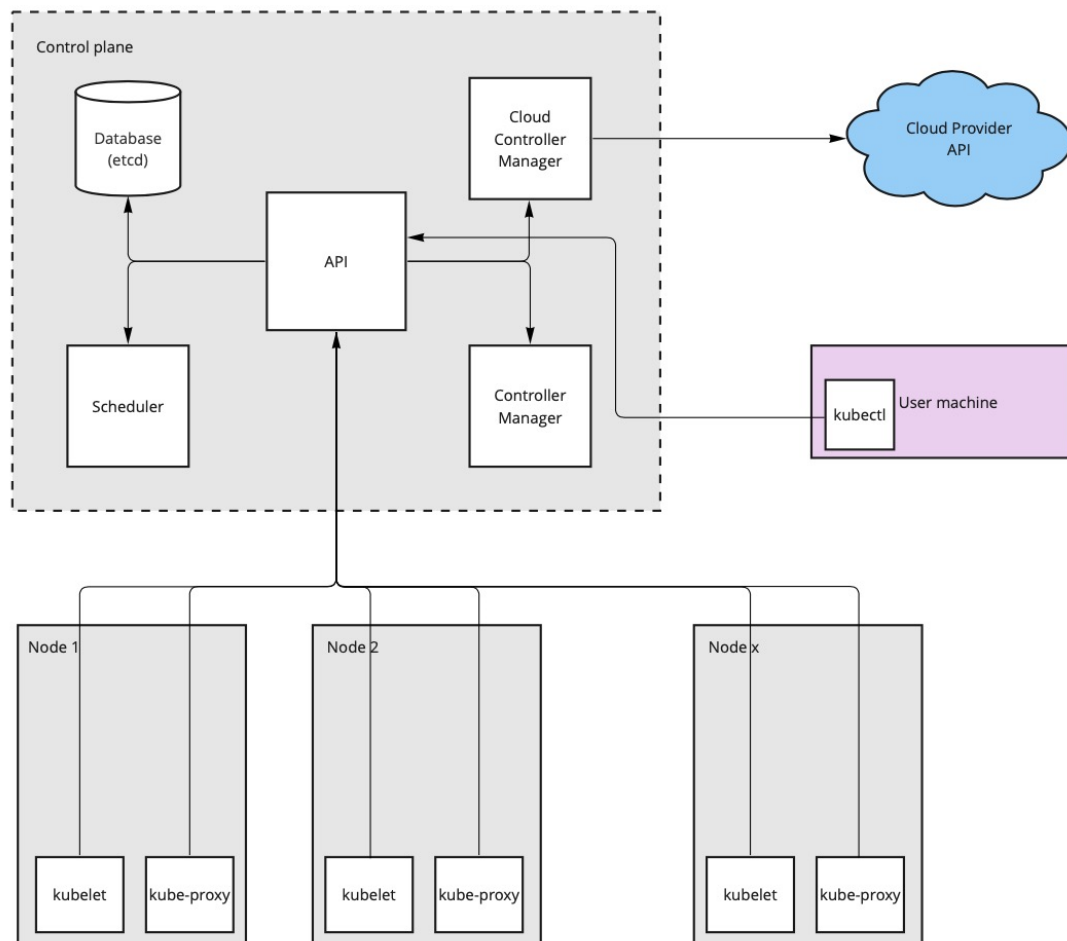 Control plane
Database
(etcd)
Cloud
Controller
Manager
Cloud Provider
API
API
Scheduler
Controller
Manager
kubectl
User machine
Node 1
Node 2
Node x
kubelet
kube-proxy
kubelet
kube-proxy
kubelet
kube-proxy